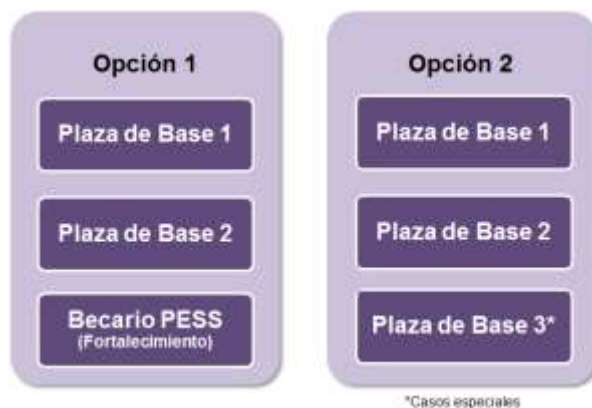 Opción 1
Plaza de Base 1
Plaza de Base 2
Becario PESS
(Fortalecimiento)
Opción 2
Plaza de Base 1
Plaza de Base 2
Plaza de Base 3*
*Casos especiales